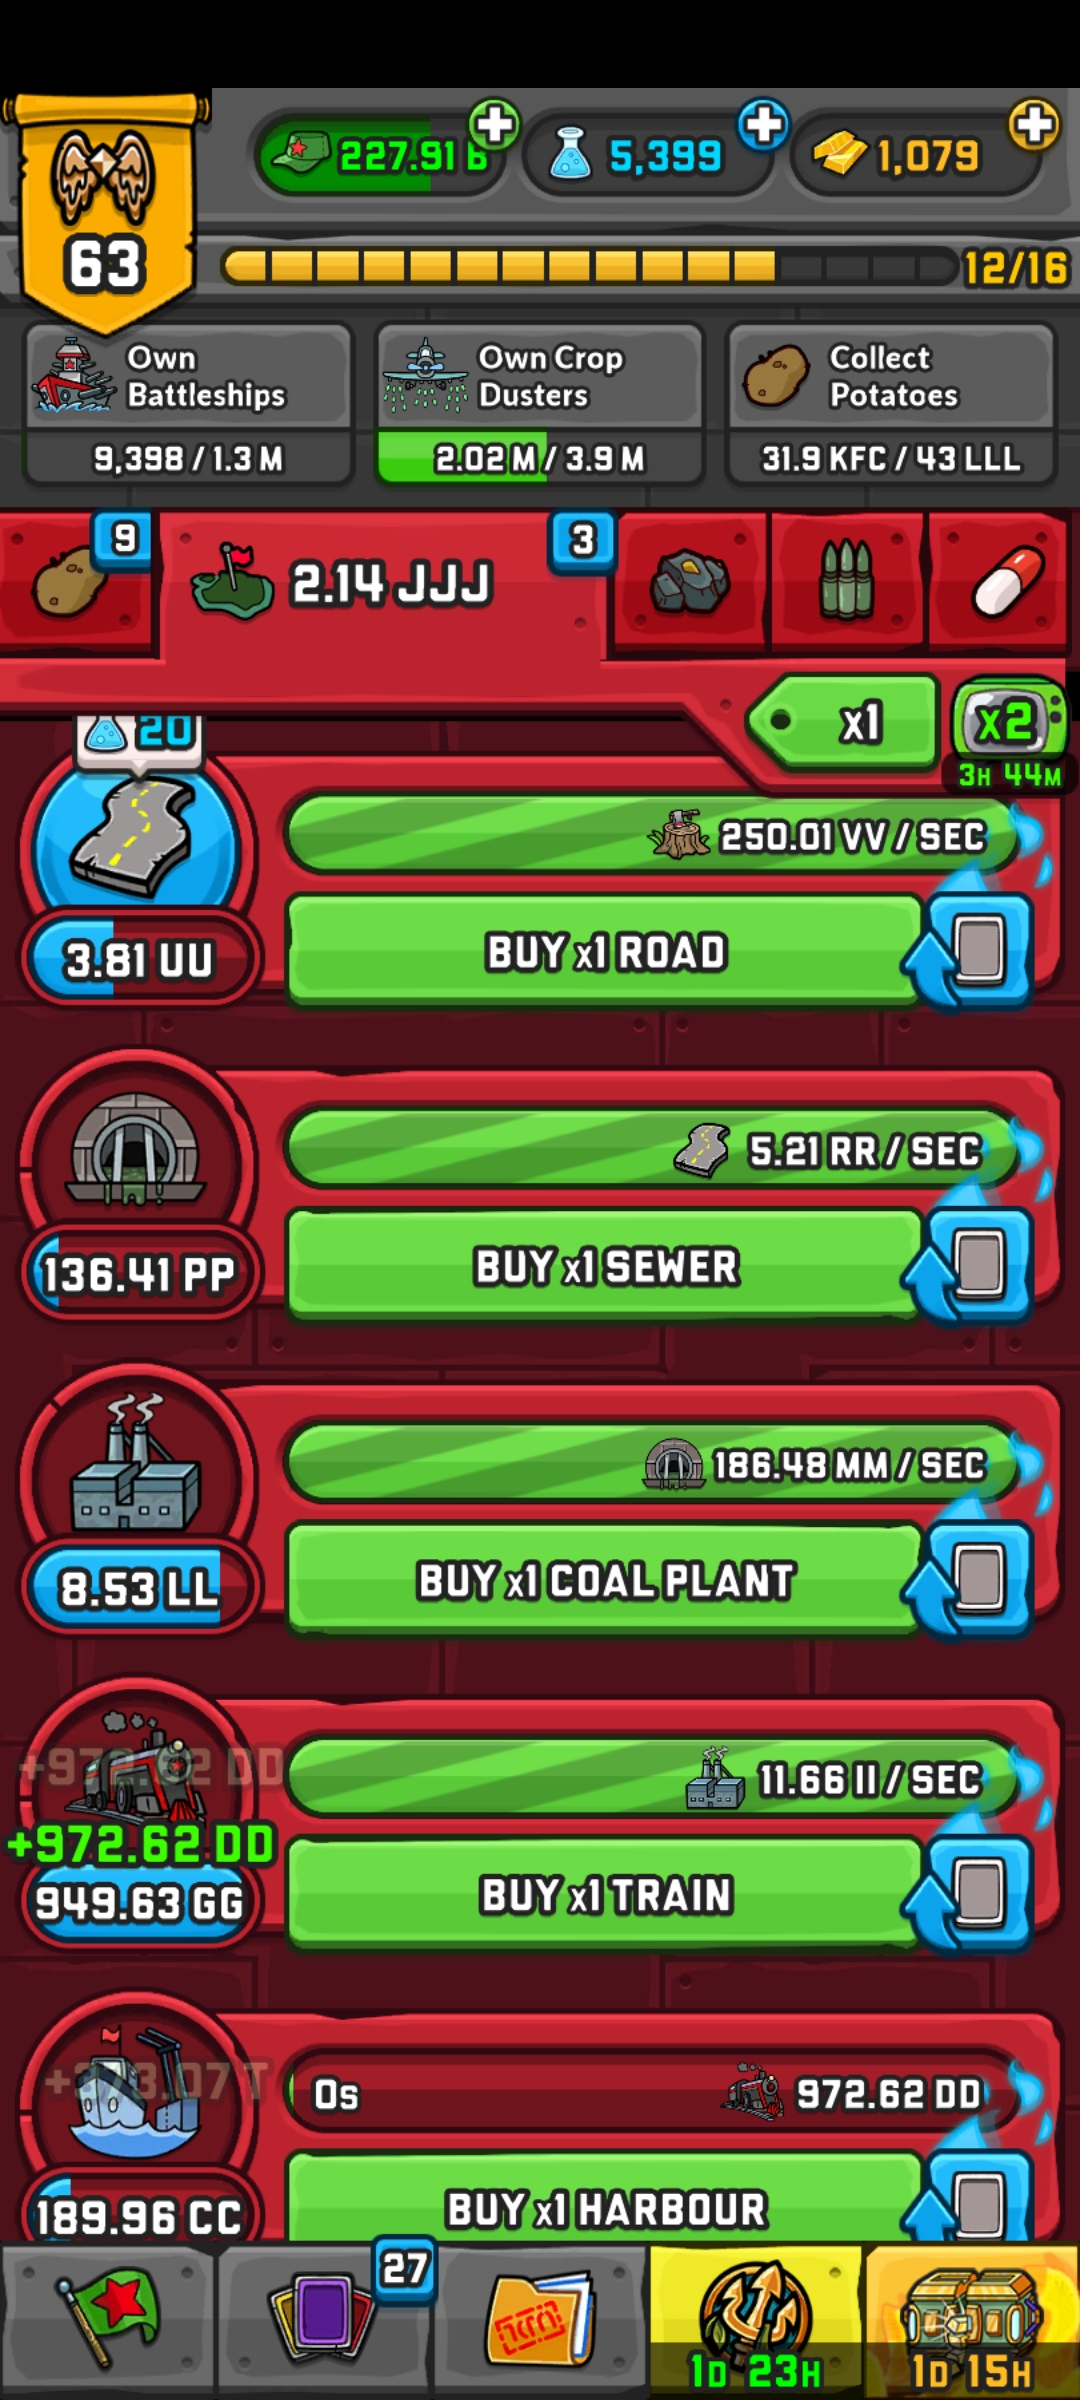 227.91 B
5,399
1,079
63
12/16
Own
Battleships
9,398 / 1.3 M
Own Crop
Dusters
2.02 M / 3.9 M
Collect
Potatoes
31.9 KFC / 43 LLL
9
2.14 JJJ
3
x1
x2
3H 44M
20
250.01 VV / SEC
3.81 UU
BUY x1 ROAD
5.21 RR / SEC
136.41 PP
BUY x1 SEWER
186.48 MM / SEC
8.53 LL
BUY x1 COAL PLANT
+972.62 DD
11.66 II / SEC
+972.62 DD
949.63 GG
BUY x1 TRAIN
+373.07 T
0s
972.62 DD
189.96 CC
BUY x1 HARBOUR
27
1D 23H
1D 15H